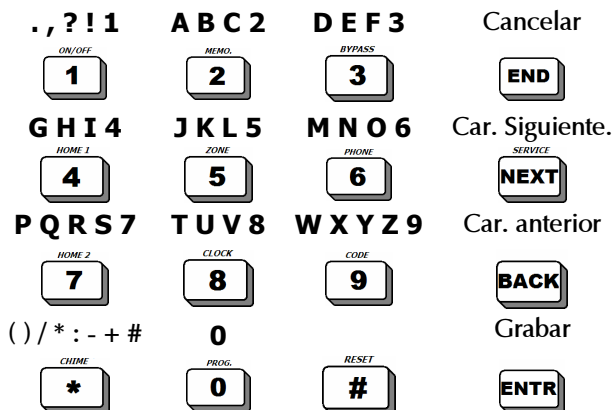 . , ? ! 1 A B C 2 D E F 3 Cancelar
ON/OFF MEMO. BYPASS
1 2 3 END
G H I 4 J K L 5 M N O 6 Car. Siguiente.
HOME 1 ZONE PHONE SERVICE
4 5 6 NEXT
P Q R S 7 T U V 8 W X Y Z 9 Car. anterior
HOME 2 CLOCK CODE
7 8 9 BACK
( ) / * : - + # 0 Grabar
CHIME PROG. RESET
* 0 # ENTR